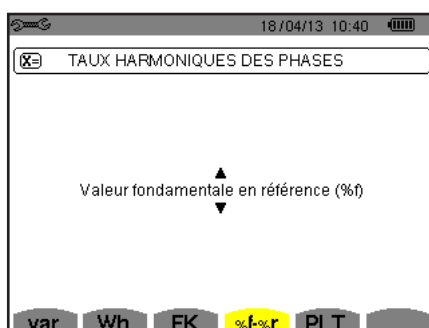 18/04/13 10:40
X= TAUX HARMONIQUES DES PHASES
Valeur fondamentale en référence (%f)
var Wh FK %f-%r PLT